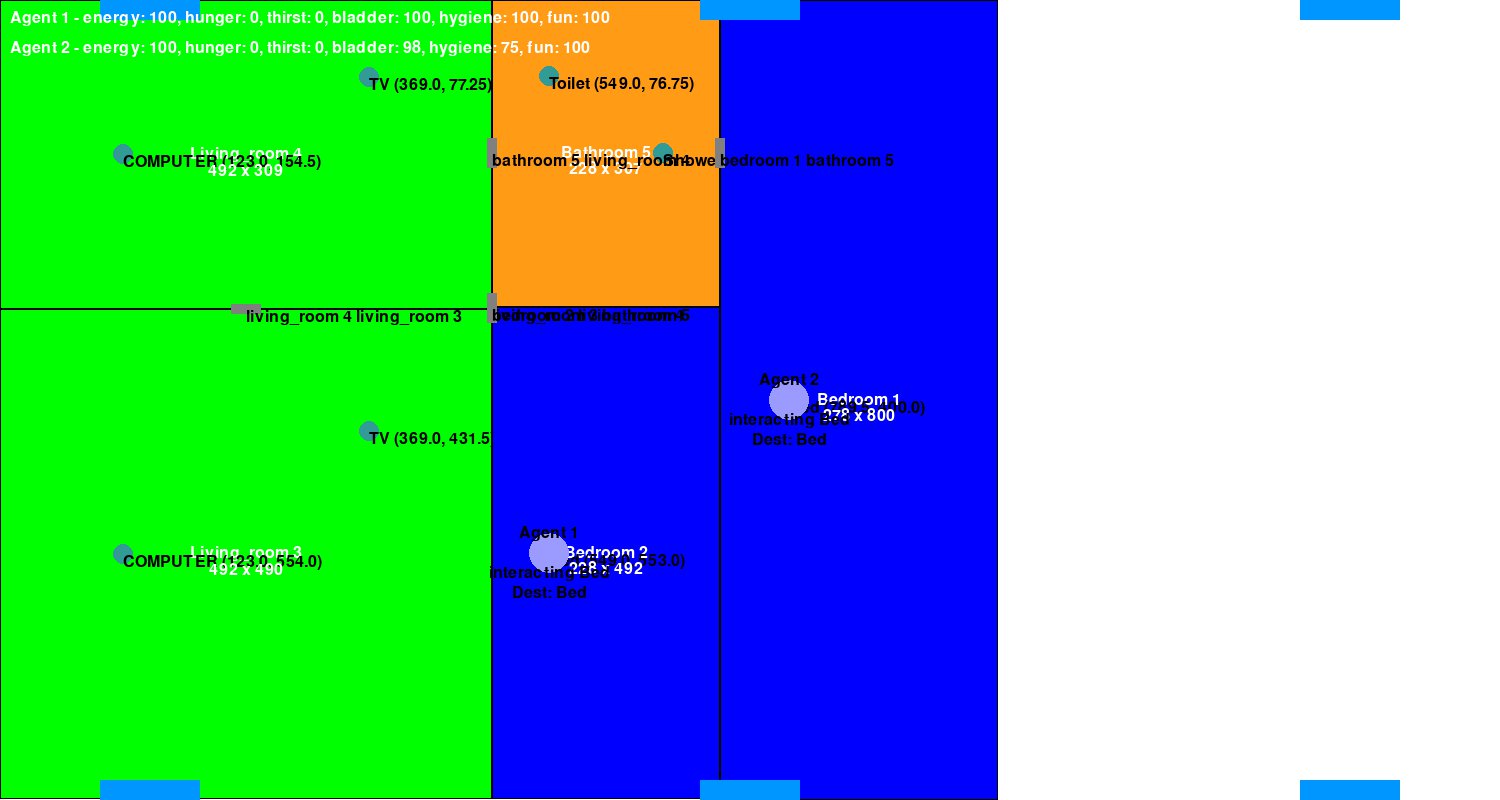 Agent 1 - energy: 100, hunger: 0, thirst: 0, bladder: 100, hygiene: 100, fun: 100
Agent 2 - energy: 100, hunger: 0, thirst: 0, bladder: 98, hygiene: 75, fun: 100
TV (369.0, 77.25)
Toilet (549.0, 76.75)
Living_room 4
COMPUTER (123.0, 154.5)
492 x 309
Bathroom 5
bathroom 5 living_room 4
Showe
226 x 307
bedroom 1 bathroom 5
living_room 4 living_room 3
Agent 2
Bedroom 1
278 x 800
interacting Bed
Dest: Bed
TV (369.0, 431.5)
Agent 1
Living_room 3
COMPUTER (123.0, 554.0)
492 x 490
Bedroom 2
228 x 492
interacting Bed
Dest: Bed